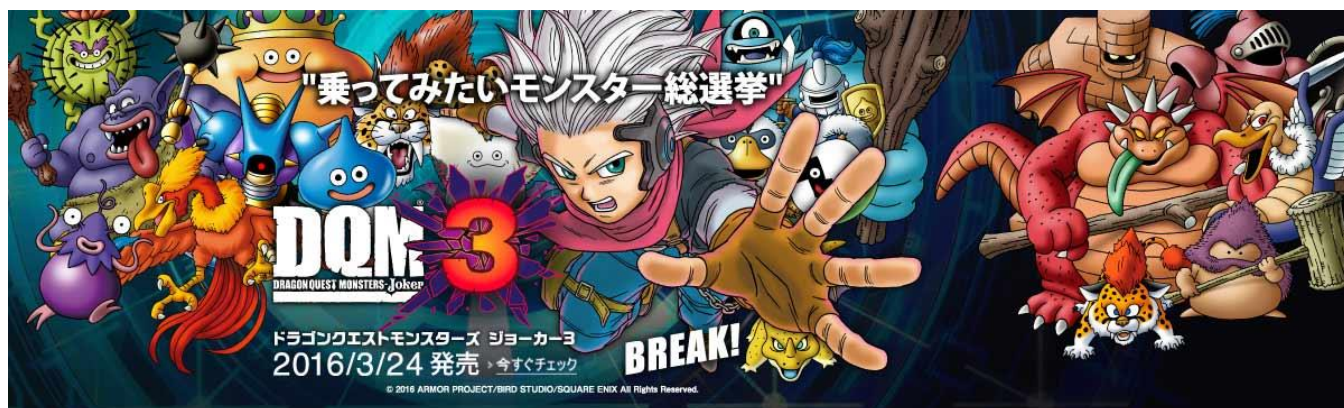 "乗ってみたいモンスター総選挙"
DQM 3
DRAGON QUEST MONSTERS-Joker
ドラゴンクエストモンスターズ ジョーカー3
2016/3/24 発売 ▸今すぐチェック
BREAK!
© 2016 ARMOR PROJECT/BIRD STUDIO/SQUARE ENIX All Rights Reserved.